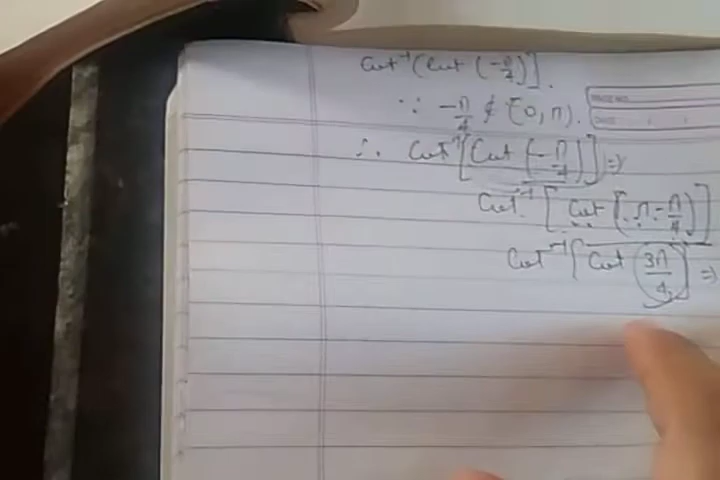 Cot⁻¹(Cot (-π/4)].
∵ -π/4 ∉ (0, π).
∴ Cot⁻¹[Cot (-π/4)] ⇒
Cot⁻¹ [Cot (π - π/4)]
Cot⁻¹ [Cot (3π/4)] ⇒